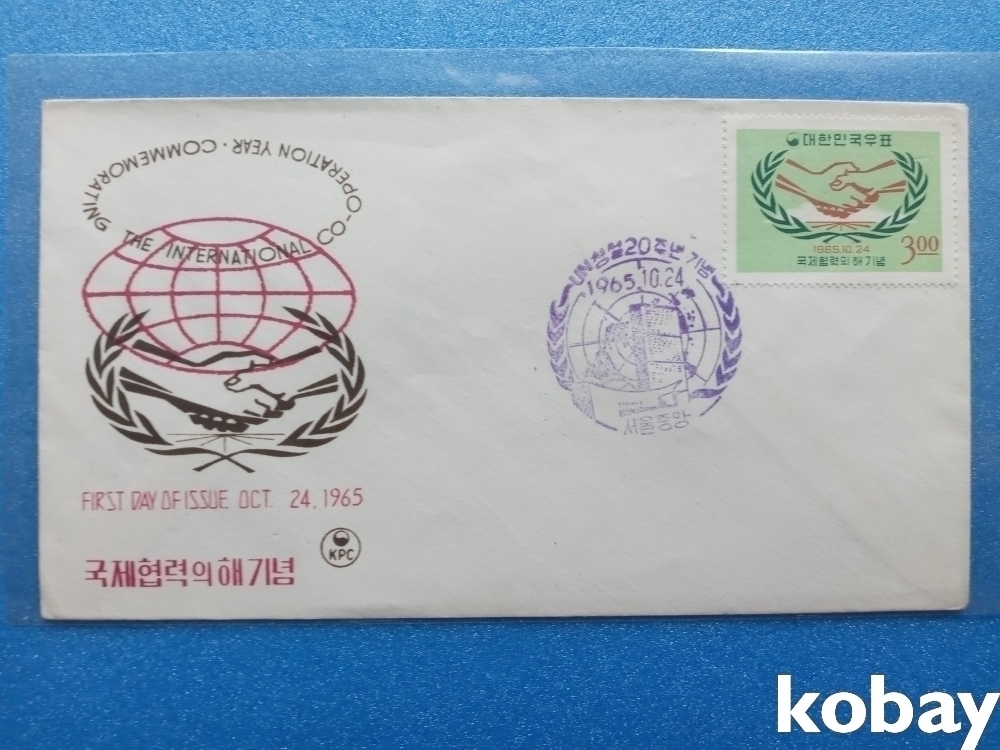 COMMEMORATING THE INTERNATIONAL CO-OPERATION YEAR ·
FIRST DAY OF ISSUE OCT. 24, 1965
국제협력의해기념
KPC
UN창설20주년기념
1965.10.24
서울중앙
대한민국우표
1965.10.24
국제협력의해기념
3.00
kobay